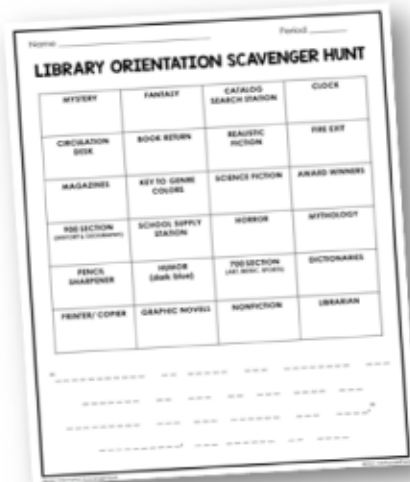 Name Period
LIBRARY ORIENTATION SCAVENGER HUNT
MYSTERY FANTASY CATALOG SEARCH STATION CLOCK
CIRCULATION DESK BOOK RETURN REALISTIC FICTION FIRE EXIT
MAGAZINES KEY TO GENRE COLORS SCIENCE FICTION AWARD WINNERS
900 SECTION (HISTORY & GEOGRAPHY) SCHOOL SUPPLY STATION HORROR MYTHOLOGY
PENCIL SHARPENER HUMOR (dark blue) 700 SECTION (ART, MUSIC, SPORTS) DICTIONARIES
PRINTER/ COPIER GRAPHIC NOVELS NONFICTION LIBRARIAN